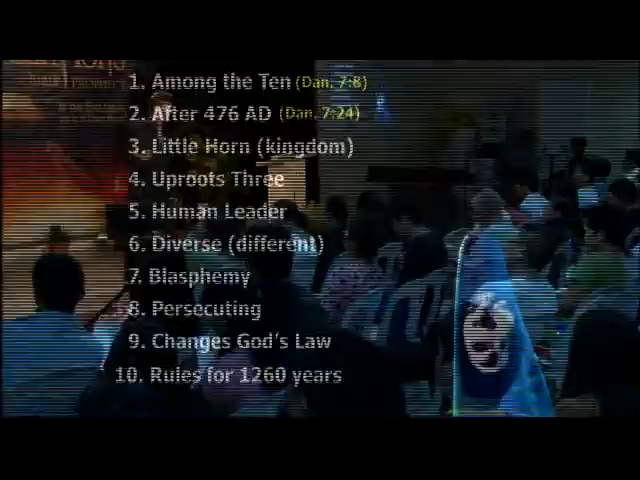 1. Among the Ten (Dan. 7:8)
2. After 476 AD (Dan. 7:24)
3. Little Horn (kingdom)
4. Uproots Three
5. Human Leader
6. Diverse (different)
7. Blasphemy
8. Persecuting
9. Changes God's Law
10. Rules for 1260 years